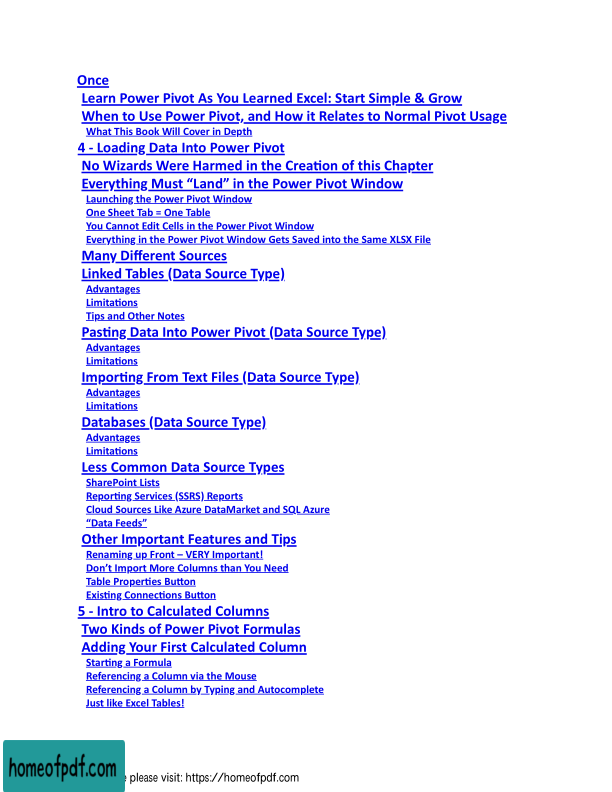 Once
Learn Power Pivot As You Learned Excel: Start Simple & Grow
When to Use Power Pivot, and How it Relates to Normal Pivot Usage
What This Book Will Cover in Depth
4 - Loading Data Into Power Pivot
No Wizards Were Harmed in the Creation of this Chapter
Everything Must “Land” in the Power Pivot Window
Launching the Power Pivot Window
One Sheet Tab = One Table
You Cannot Edit Cells in the Power Pivot Window
Everything in the Power Pivot Window Gets Saved into the Same XLSX File
Many Different Sources
Linked Tables (Data Source Type)
Advantages
Limitations
Tips and Other Notes
Pasting Data Into Power Pivot (Data Source Type)
Advantages
Limitations
Importing From Text Files (Data Source Type)
Advantages
Limitations
Databases (Data Source Type)
Advantages
Limitations
Less Common Data Source Types
SharePoint Lists
Reporting Services (SSRS) Reports
Cloud Sources Like Azure DataMarket and SQL Azure
“Data Feeds”
Other Important Features and Tips
Renaming up Front – VERY Important!
Don’t Import More Columns than You Need
Table Properties Button
Existing Connections Button
5 - Intro to Calculated Columns
Two Kinds of Power Pivot Formulas
Adding Your First Calculated Column
Starting a Formula
Referencing a Column via the Mouse
Referencing a Column by Typing and Autocomplete
Just like Excel Tables!
homeofpdf.com
please visit: https://homeofpdf.com